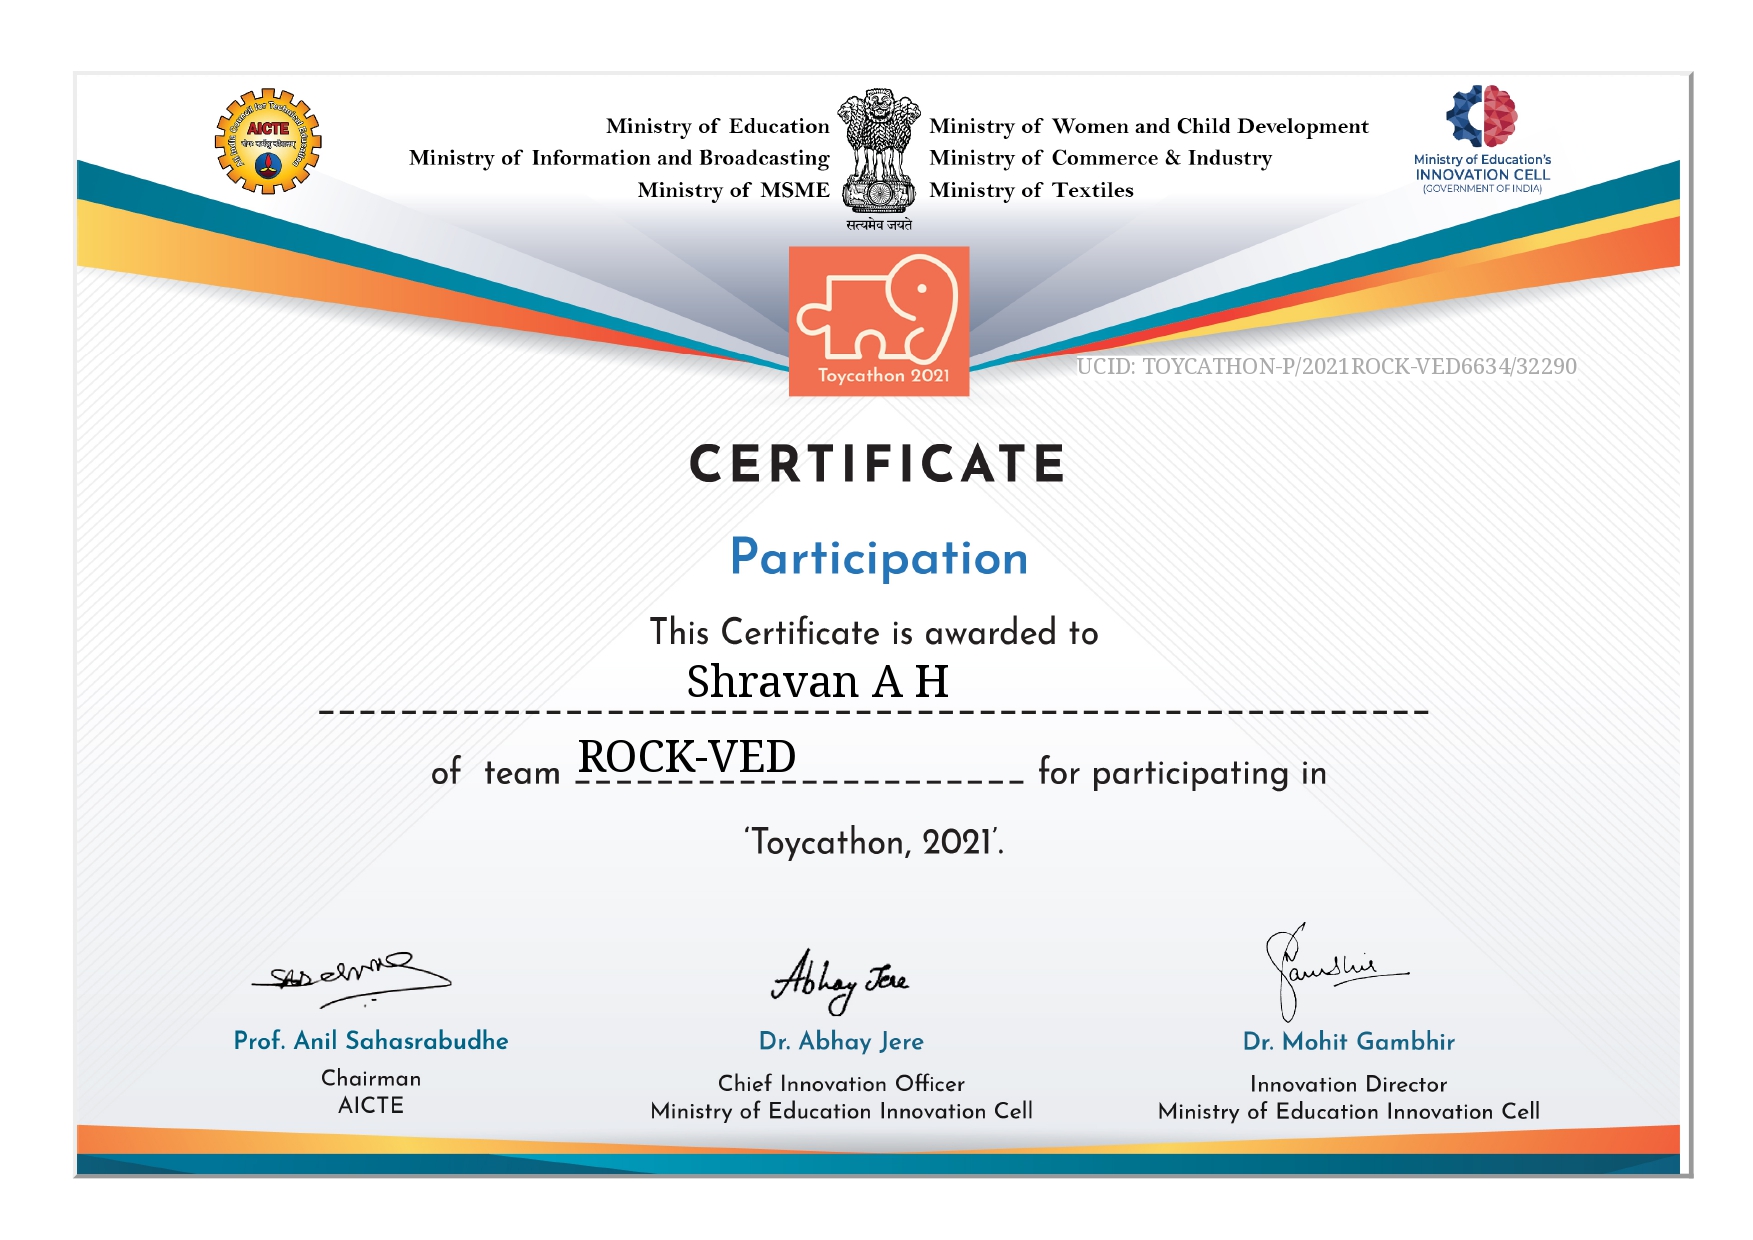 All India Council for Technical Education
AICTE
Ministry of Education
Ministry of Information and Broadcasting
Ministry of MSME
सत्यमेव जयते
Ministry of Women and Child Development
Ministry of Commerce & Industry
Ministry of Textiles
Ministry of Education's
INNOVATION CELL
(GOVERNMENT OF INDIA)
Toycathon 2021
UCID: TOYCATHON-P/2021ROCK-VED6634/32290
CERTIFICATE
Participation
This Certificate is awarded to
Shravan A H
of team ROCK-VED for participating in
‘Toycathon, 2021’.
Abhay Jere
Prof. Anil Sahasrabudhe
Chairman
AICTE
Dr. Abhay Jere
Chief Innovation Officer
Ministry of Education Innovation Cell
Dr. Mohit Gambhir
Innovation Director
Ministry of Education Innovation Cell